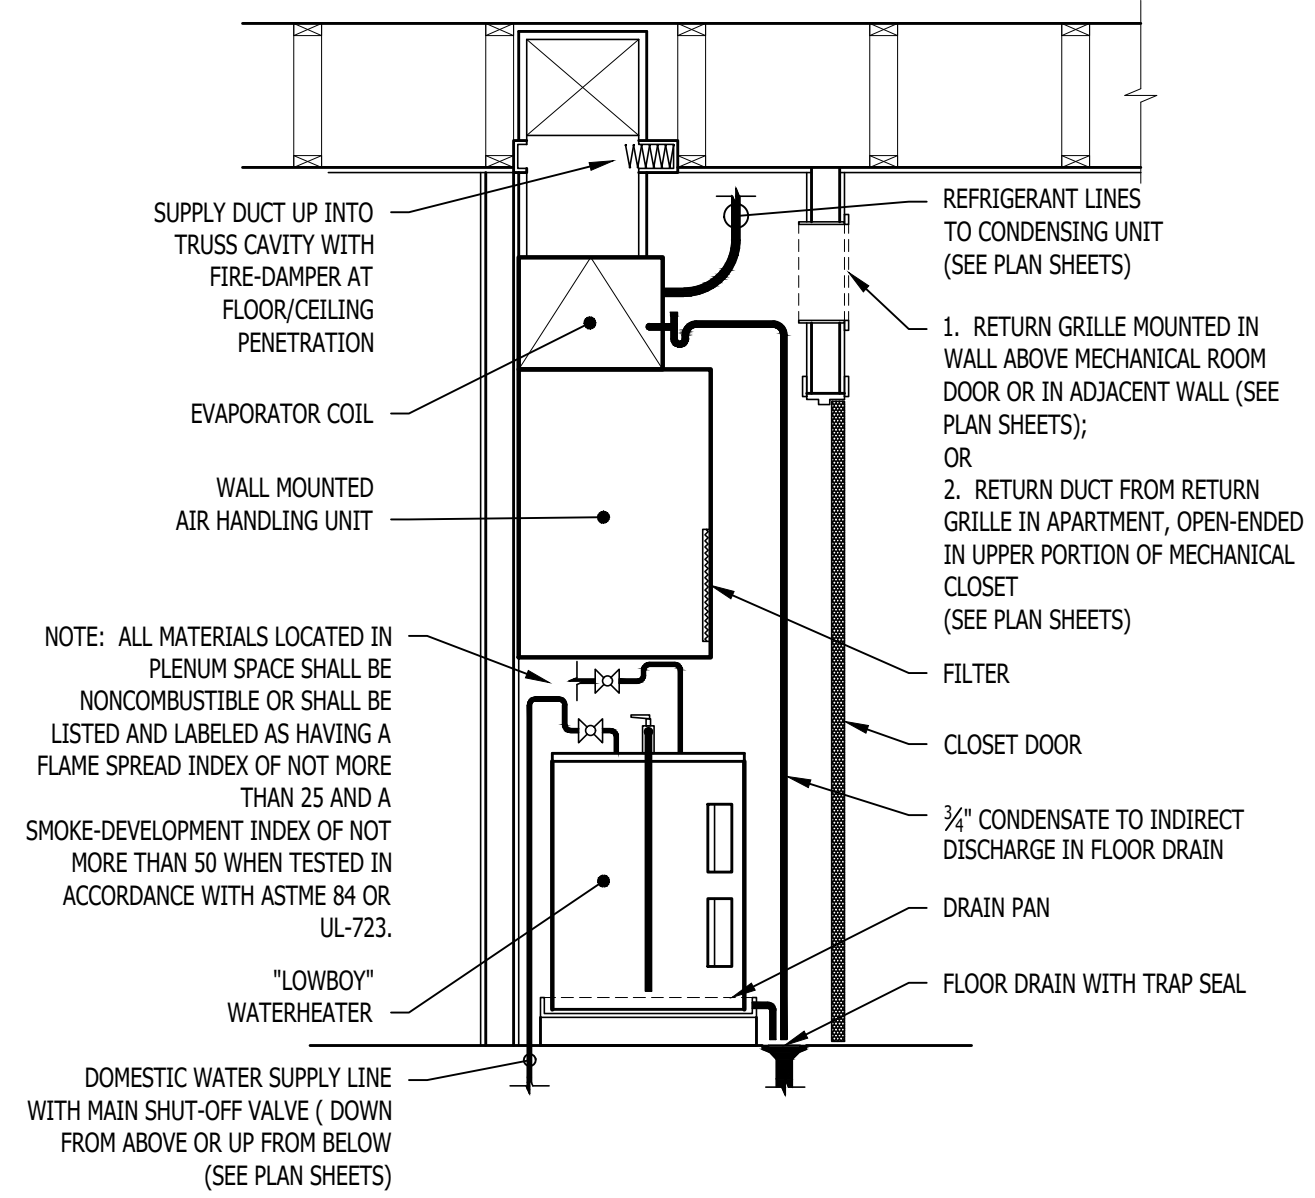 SUPPLY DUCT UP INTO
TRUSS CAVITY WITH
FIRE-DAMPER AT
FLOOR/CEILING
PENETRATION
EVAPORATOR COIL
WALL MOUNTED
AIR HANDLING UNIT
NOTE: ALL MATERIALS LOCATED IN
PLENUM SPACE SHALL BE
NONCOMBUSTIBLE OR SHALL BE
LISTED AND LABELED AS HAVING A
FLAME SPREAD INDEX OF NOT MORE
THAN 25 AND A
SMOKE-DEVELOPMENT INDEX OF NOT
MORE THAN 50 WHEN TESTED IN
ACCORDANCE WITH ASTME 84 OR
UL-723.
"LOWBOY"
WATERHEATER
DOMESTIC WATER SUPPLY LINE
WITH MAIN SHUT-OFF VALVE ( DOWN
FROM ABOVE OR UP FROM BELOW
(SEE PLAN SHEETS)
REFRIGERANT LINES
TO CONDENSING UNIT
(SEE PLAN SHEETS)
1. RETURN GRILLE MOUNTED IN
WALL ABOVE MECHANICAL ROOM
DOOR OR IN ADJACENT WALL (SEE
PLAN SHEETS);
OR
2. RETURN DUCT FROM RETURN
GRILLE IN APARTMENT, OPEN-ENDED
IN UPPER PORTION OF MECHANICAL
CLOSET
(SEE PLAN SHEETS)
FILTER
CLOSET DOOR
3/4" CONDENSATE TO INDIRECT
DISCHARGE IN FLOOR DRAIN
DRAIN PAN
FLOOR DRAIN WITH TRAP SEAL